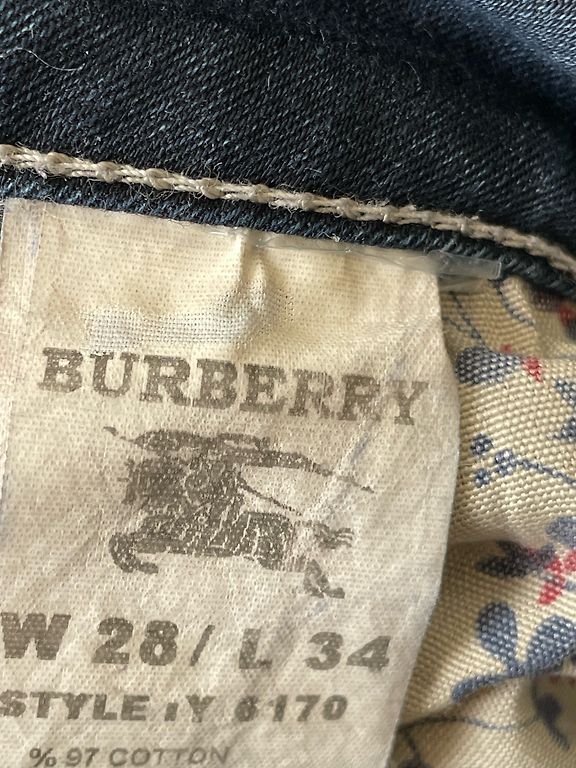 BURBERRY
W 28/ L 34
STYLE :Y 6170
% 97 COTTON